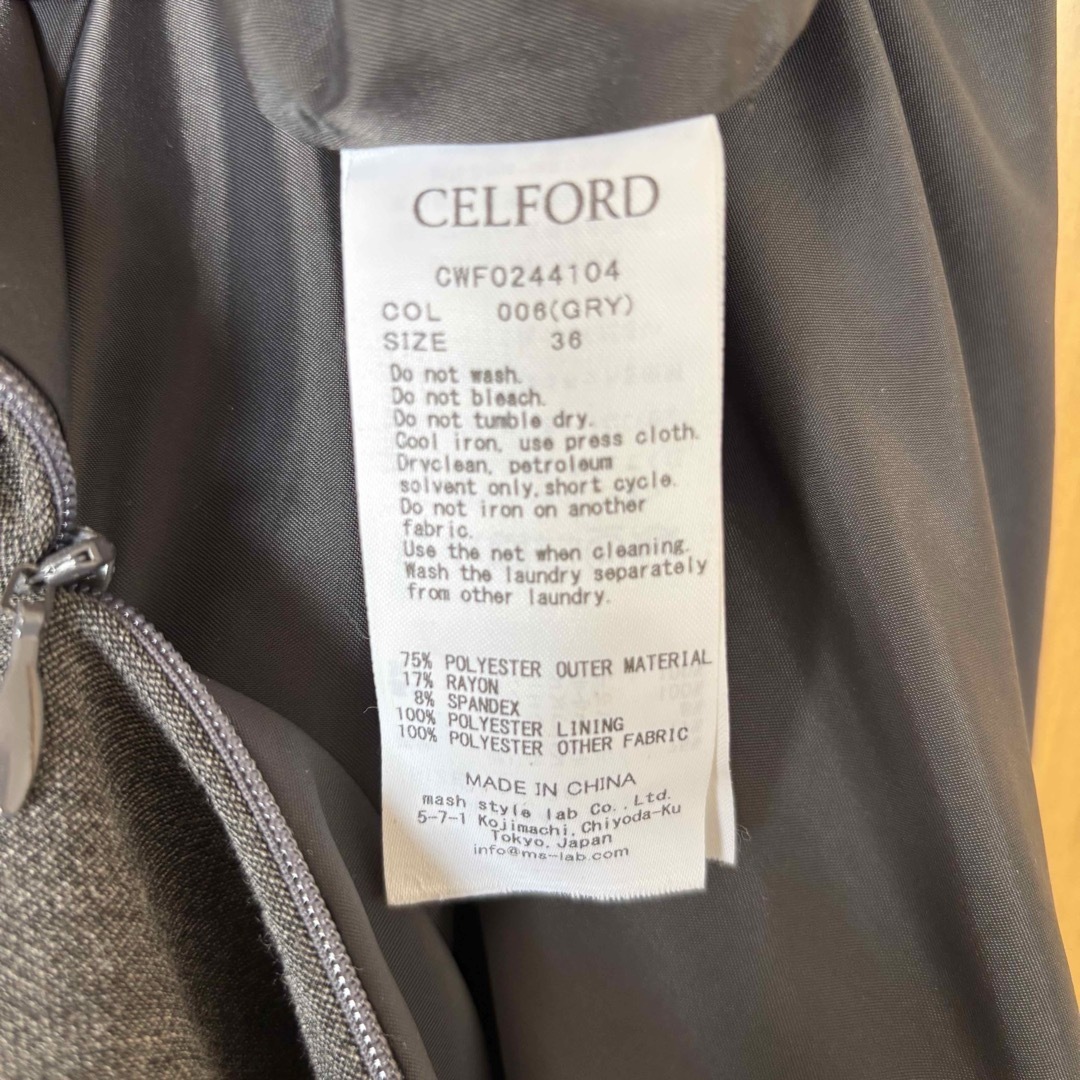 CELFORD
CWF0244104
COL 006(GRY)
SIZE 36
Do not wash.
Do not bleach.
Do not tumble dry.
Cool iron, use press cloth.
Dryclean, petroleum
solvent only,short cycle.
Do not iron on another
fabric.
Use the net when cleaning.
Wash the laundry separately
from other laundry.
75% POLYESTER OUTER MATERIAL
17% RAYON
8% SPANDEX
100% POLYESTER LINING
100% POLYESTER OTHER FABRIC
MADE IN CHINA
mash style lab Co.,Ltd.
5-7-1 Kojimachi,Chiyoda-Ku
Tokyo,Japan
info@ms-lab.com